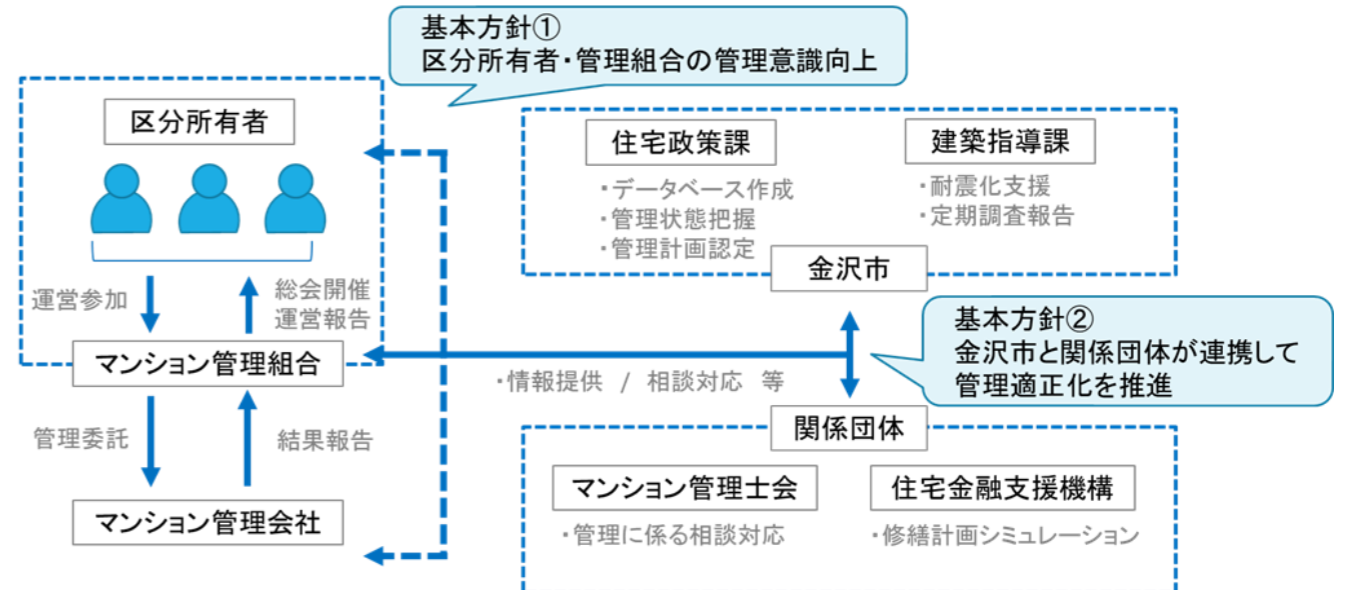 基本方針①
区分所有者・管理組合の管理意識向上
区分所有者
運営参加
総会開催
運営報告
マンション管理組合
管理委託
結果報告
マンション管理会社
住宅政策課
・データベース作成
・管理状態把握
・管理計画認定
建築指導課
・耐震化支援
・定期調査報告
金沢市
基本方針②
金沢市と関係団体が連携して
管理適正化を推進
・情報提供 / 相談対応 等
関係団体
マンション管理士会
・管理に係る相談対応
住宅金融支援機構
・修繕計画シミュレーション